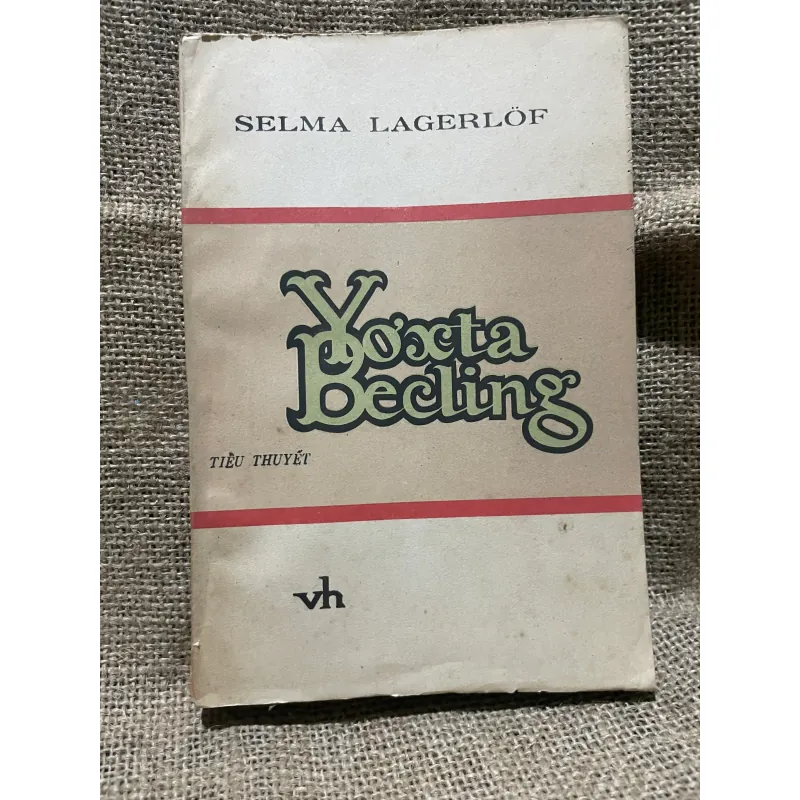 SELMA LAGERLÖF
Yơxta
Becling
TIỂU THUYẾT
vh